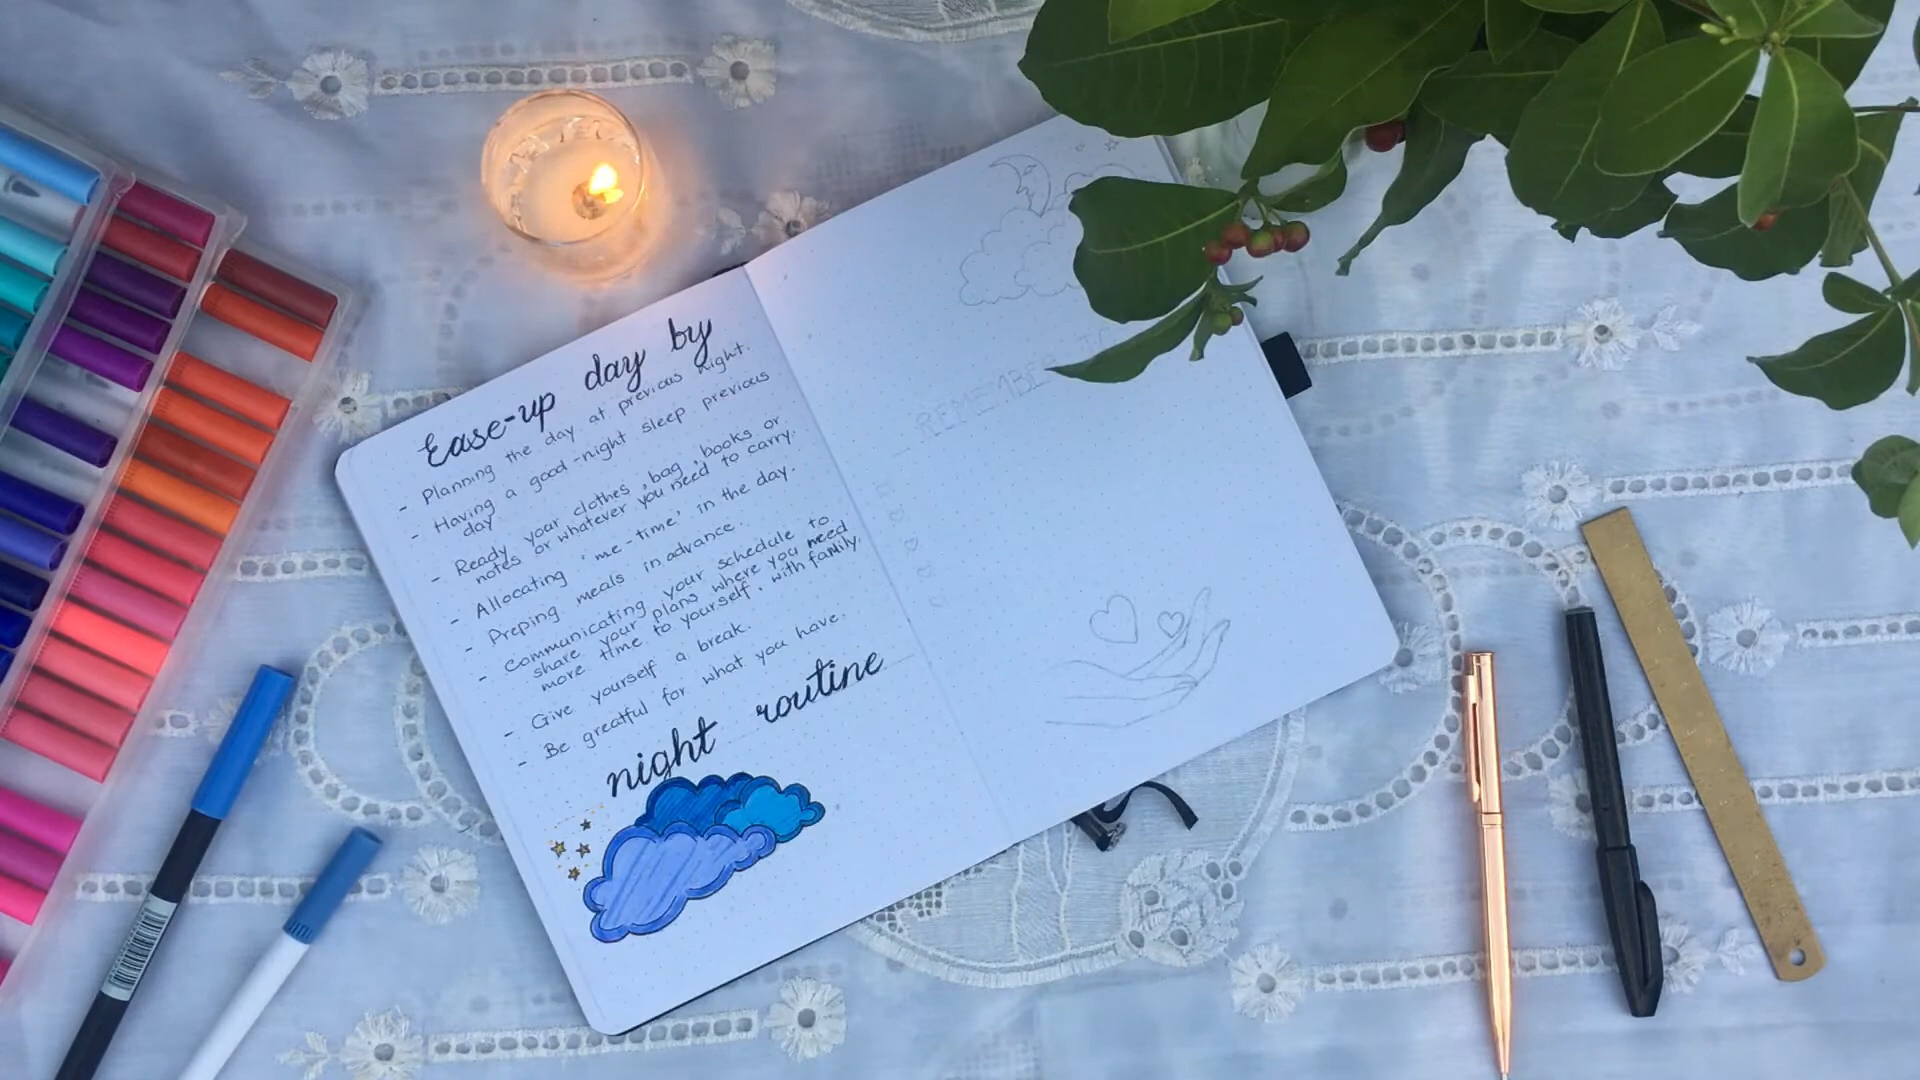 Ease-up day by
- Planning the day at previous night.
- Having a good-night sleep previous
day
- Ready your clothes, bag, books or
notes or whatever you need to carry.
- Allocating 'me-time' in the day.
- Preping meals in advance.
- Communicating your schedule to
share your plans where you need
more time to yourself, with family.
- Give yourself a break.
- Be greatful for what you have.
night routine
REMEMBER TO